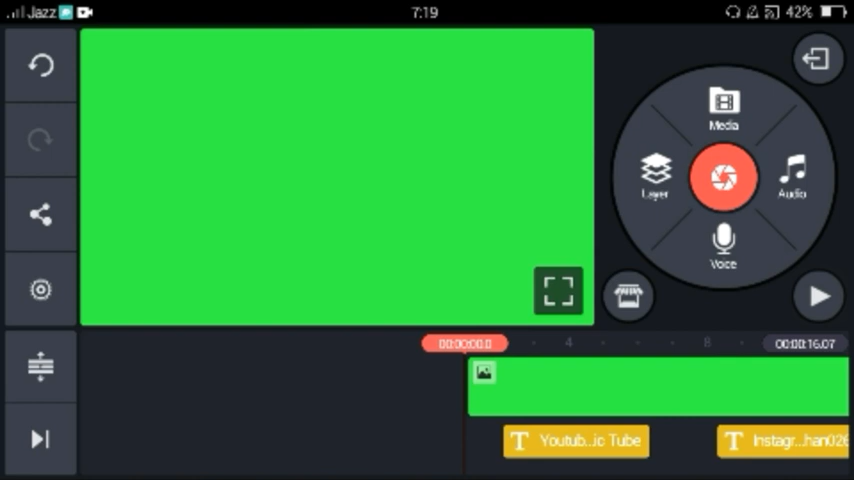 Jazz
7:19
42%
Media
Layer
Audio
Voice
00:00:00.0
4
8
00:00:16.07
T Youtub..ic Tube
T Instagr...han026